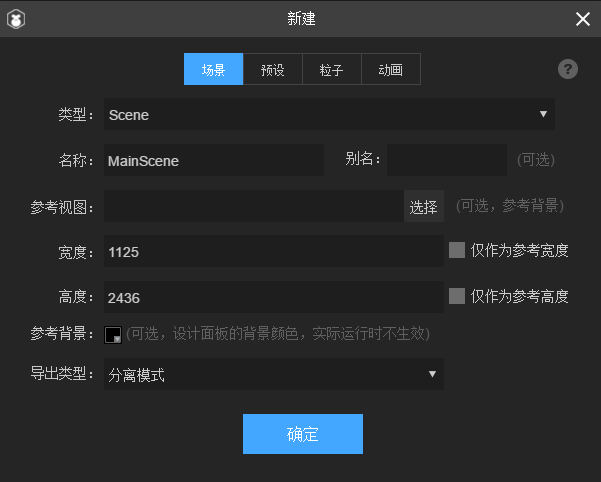 新建
场景 预设 粒子 动画 ?
类型： Scene
名称： MainScene 别名： (可选)
参考视图： 选择 (可选，参考背景)
宽度： 1125 仅作为参考宽度
高度： 2436 仅作为参考高度
参考背景： (可选，设计面板的背景颜色，实际运行时不生效)
导出类型： 分离模式
确定